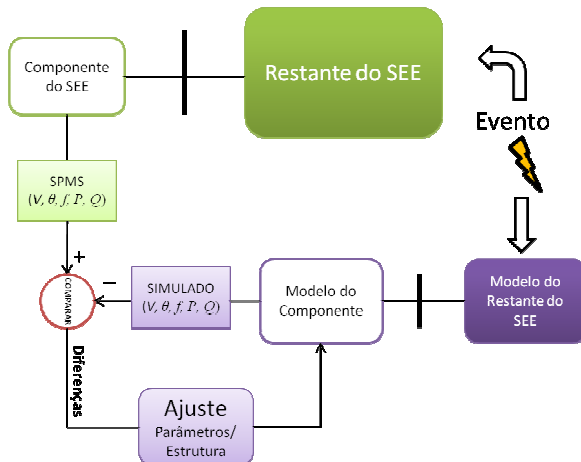 Componente
do SEE
Restante do SEE
Evento
SPMS
(V, θ, f, P, Q)
+
−
COMPARAR
SIMULADO
(V, θ, f, P, Q)
Modelo do
Componente
Modelo do
Restante do
SEE
Diferenças
Ajuste
Parâmetros/
Estrutura